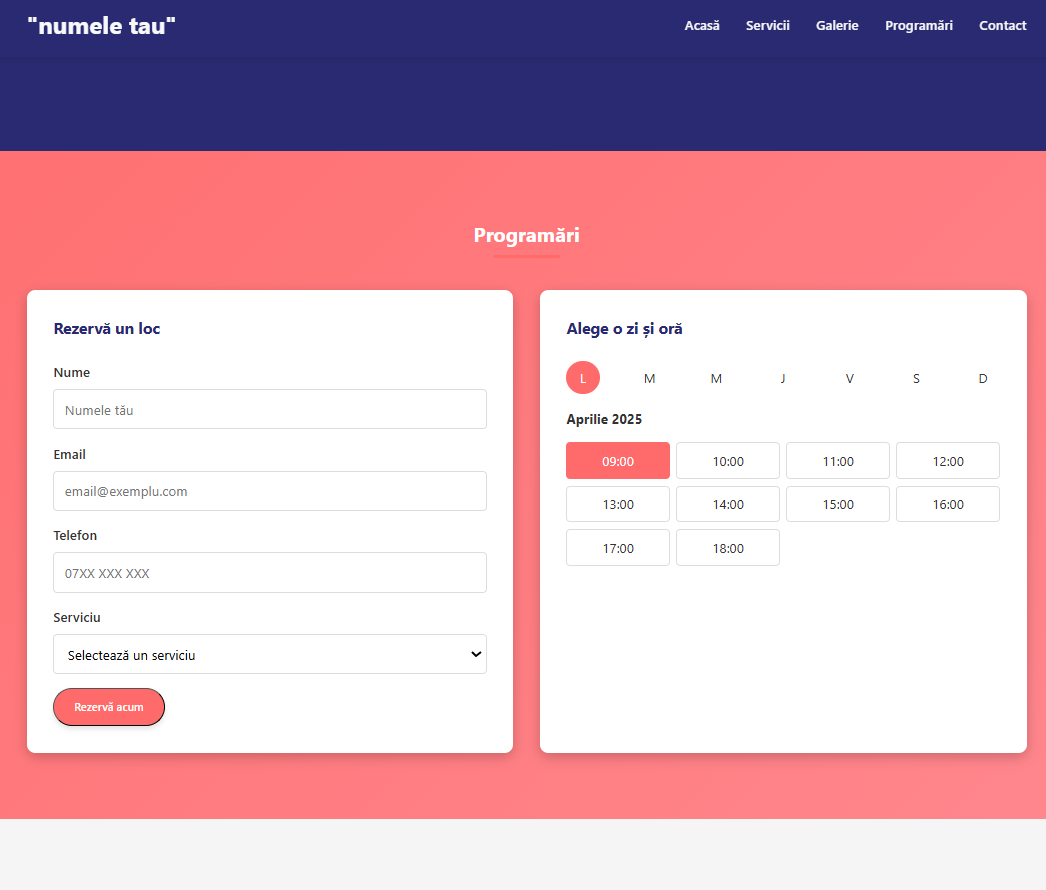 "numele tau"
Acasă Servicii Galerie Programări Contact
Programări
Rezervă un loc
Nume
Numele tău
Email
email@exemplu.com
Telefon
07XX XXX XXX
Serviciu
Selectează un serviciu
Rezervă acum
Alege o zi și oră
L M M J V S D
Aprilie 2025
09:00 10:00 11:00 12:00
13:00 14:00 15:00 16:00
17:00 18:00